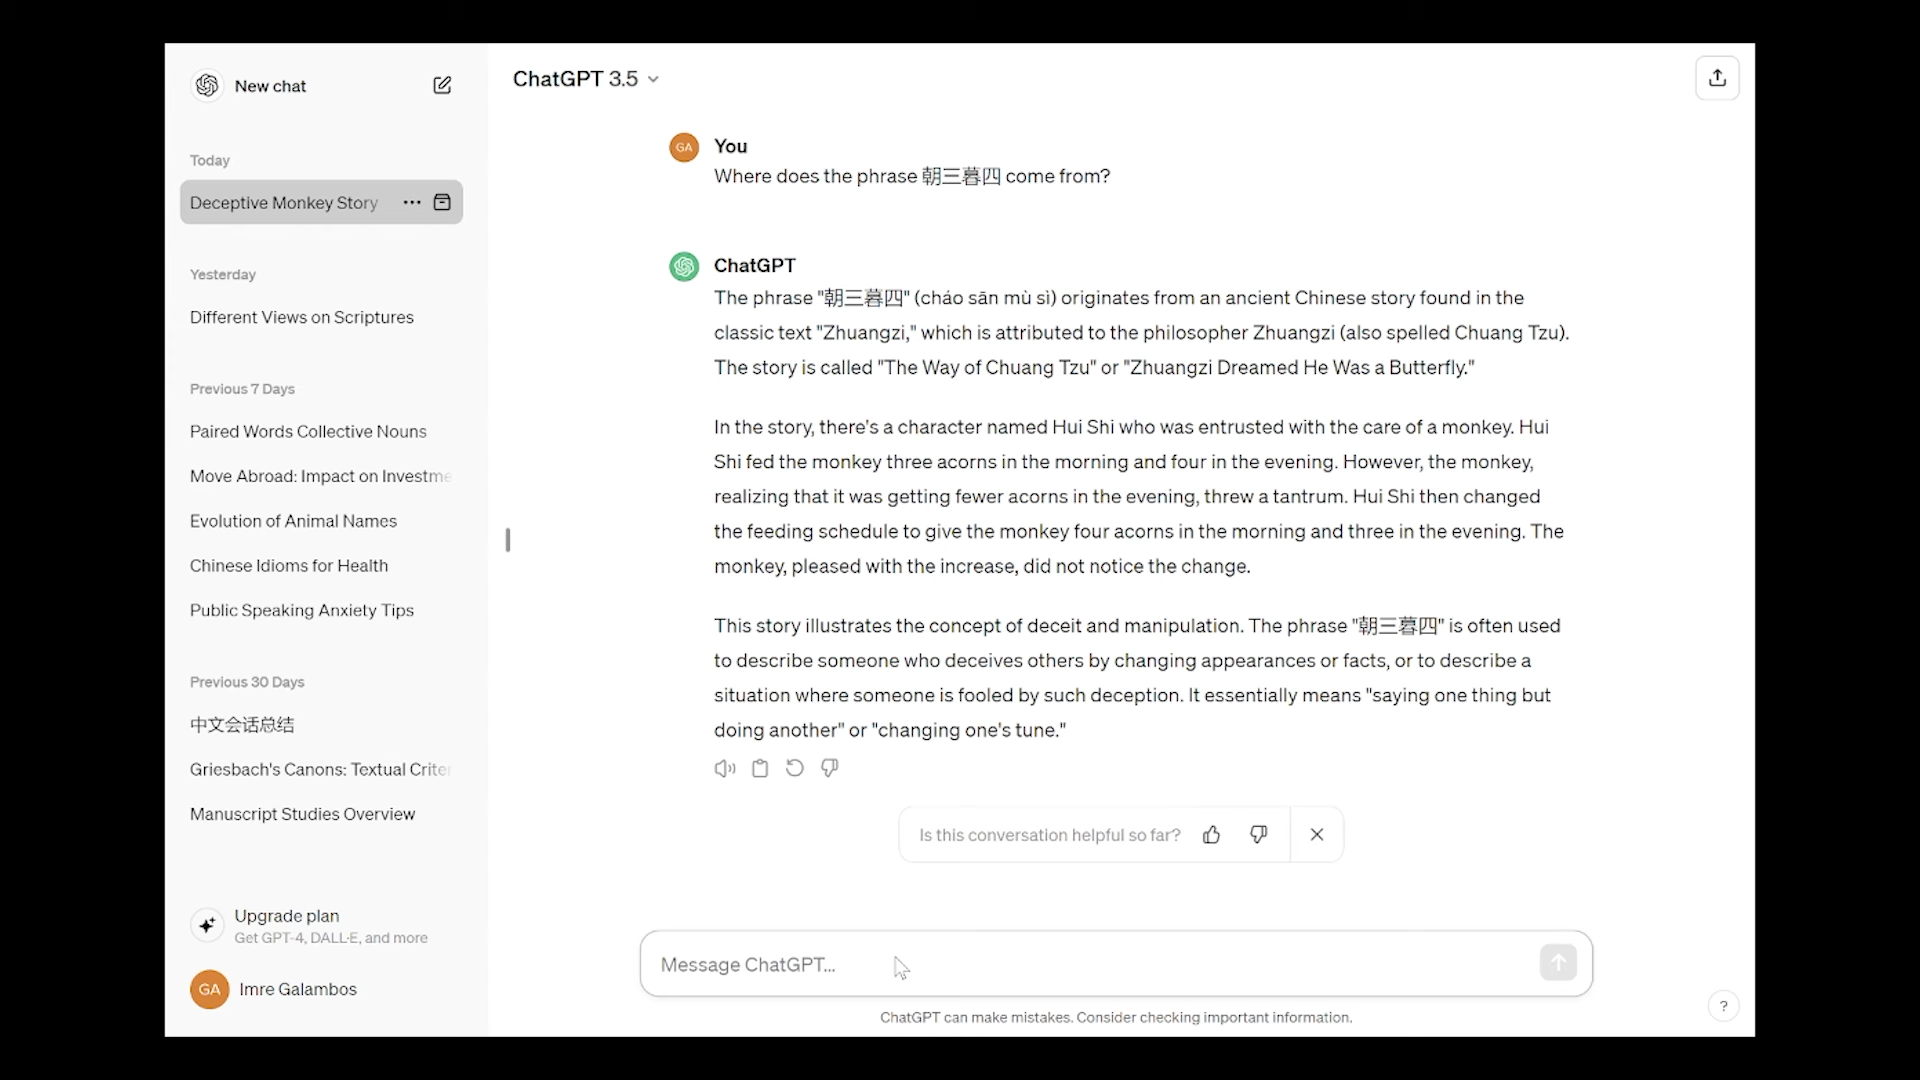 New chat
Today
Deceptive Monkey Story
Yesterday
Different Views on Scriptures
Previous 7 Days
Paired Words Collective Nouns
Move Abroad: Impact on Investme
Evolution of Animal Names
Chinese Idioms for Health
Public Speaking Anxiety Tips
Previous 30 Days
中文会话总结
Griesbach's Canons: Textual Criter
Manuscript Studies Overview
Upgrade plan
Get GPT-4, DALL·E, and more
GA
Imre Galambos
ChatGPT 3.5
GA
You
Where does the phrase 朝三暮四 come from?
ChatGPT
The phrase "朝三暮四" (cháo sān mù sì) originates from an ancient Chinese story found in the
classic text "Zhuangzi," which is attributed to the philosopher Zhuangzi (also spelled Chuang Tzu).
The story is called "The Way of Chuang Tzu" or "Zhuangzi Dreamed He Was a Butterfly."
In the story, there's a character named Hui Shi who was entrusted with the care of a monkey. Hui
Shi fed the monkey three acorns in the morning and four in the evening. However, the monkey,
realizing that it was getting fewer acorns in the evening, threw a tantrum. Hui Shi then changed
the feeding schedule to give the monkey four acorns in the morning and three in the evening. The
monkey, pleased with the increase, did not notice the change.
This story illustrates the concept of deceit and manipulation. The phrase "朝三暮四" is often used
to describe someone who deceives others by changing appearances or facts, or to describe a
situation where someone is fooled by such deception. It essentially means "saying one thing but
doing another" or "changing one's tune."
Is this conversation helpful so far?
Message ChatGPT...
ChatGPT can make mistakes. Consider checking important information.
?